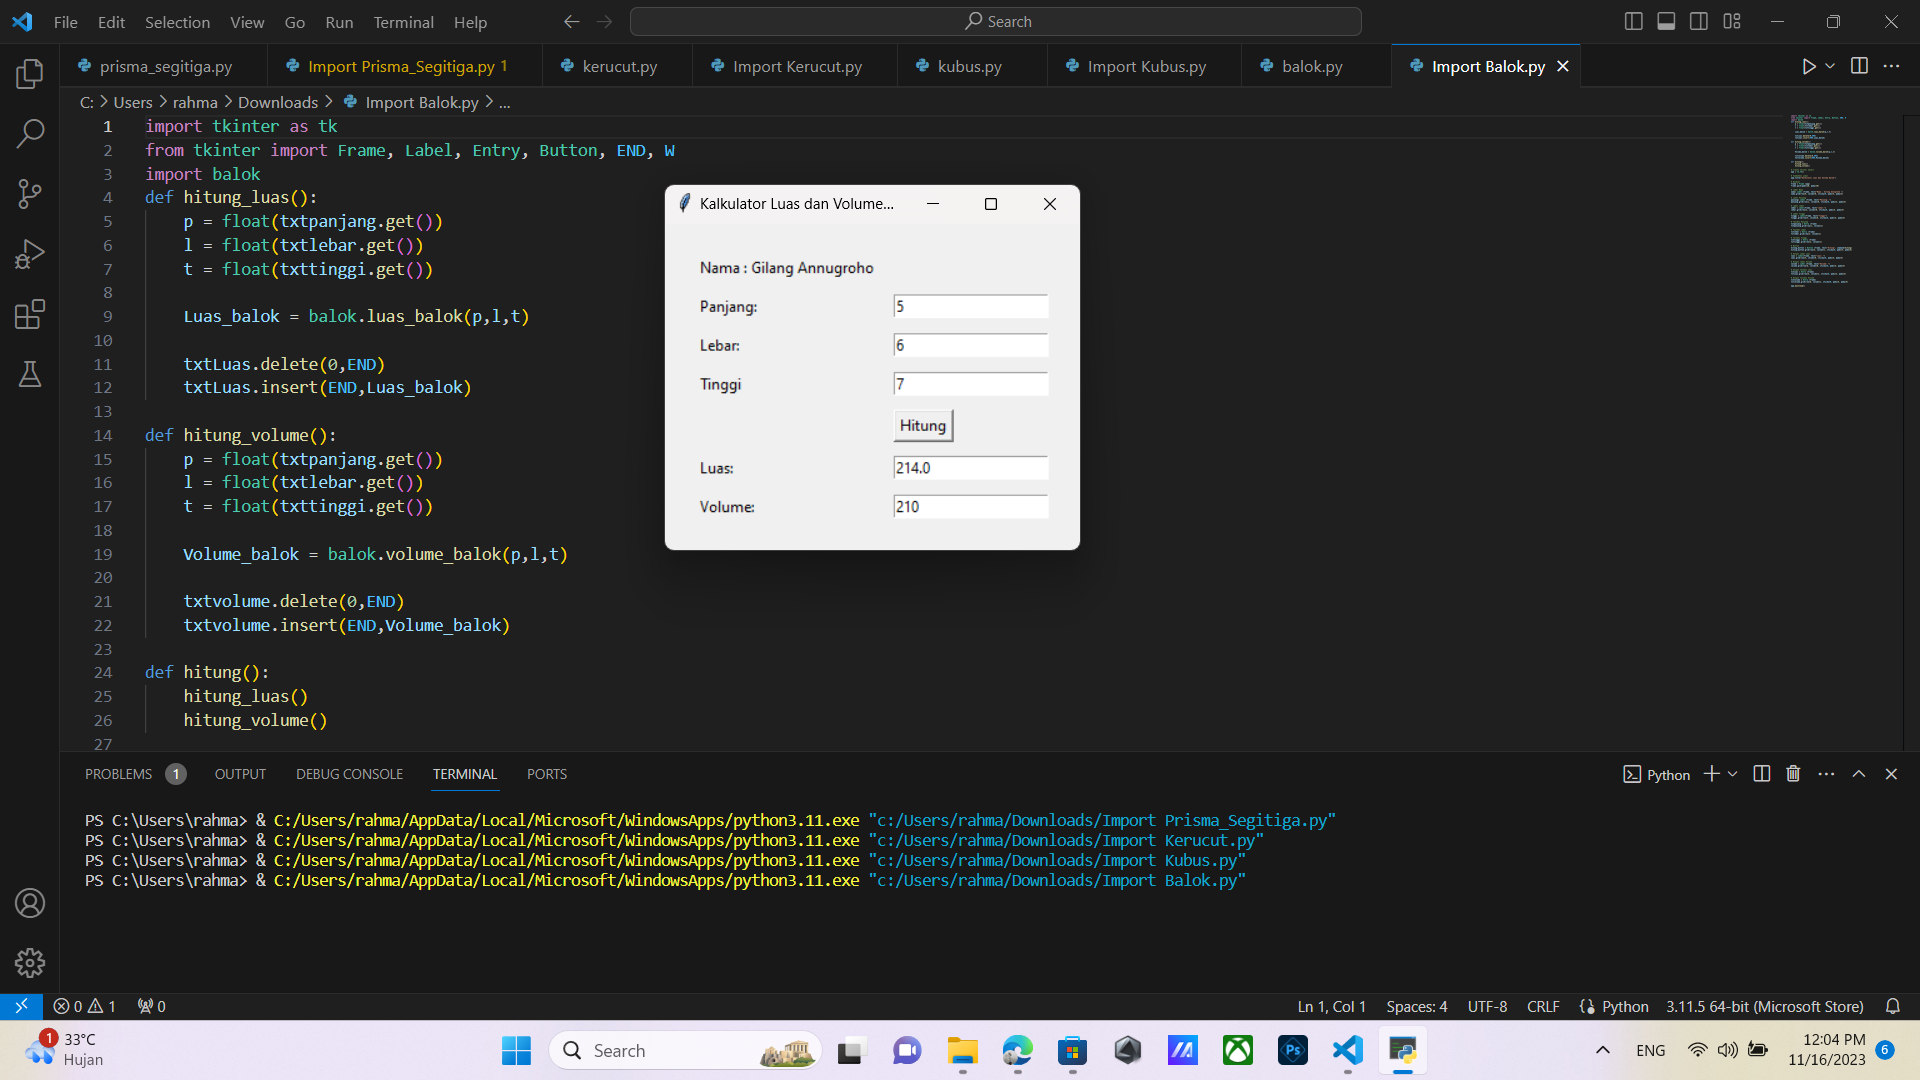 File Edit Selection View Go Run Terminal Help
Search
prisma_segitiga.py
Import Prisma_Segitiga.py 1
kerucut.py
Import Kerucut.py
kubus.py
Import Kubus.py
balok.py
Import Balok.py
C: > Users > rahma > Downloads > Import Balok.py > ...
1 import tkinter as tk
2 from tkinter import Frame, Label, Entry, Button, END, W
3 import balok
4 def hitung_luas():
5 p = float(txtpanjang.get())
6 l = float(txtlebar.get())
7 t = float(txttinggi.get())
8
9 Luas_balok = balok.luas_balok(p,l,t)
10
11 txtLuas.delete(0,END)
12 txtLuas.insert(END,Luas_balok)
13
14 def hitung_volume():
15 p = float(txtpanjang.get())
16 l = float(txtlebar.get())
17 t = float(txttinggi.get())
18
19 Volume_balok = balok.volume_balok(p,l,t)
20
21 txtvolume.delete(0,END)
22 txtvolume.insert(END,Volume_balok)
23
24 def hitung():
25 hitung_luas()
26 hitung_volume()
27
Kalkulator Luas dan Volume...
Nama : Gilang Annugroho
Panjang: 5
Lebar: 6
Tinggi 7
Hitung
Luas: 214.0
Volume: 210
PROBLEMS 1 OUTPUT DEBUG CONSOLE TERMINAL PORTS
Python
PS C:\Users\rahma> & C:/Users/rahma/AppData/Local/Microsoft/WindowsApps/python3.11.exe "c:/Users/rahma/Downloads/Import Prisma_Segitiga.py"
PS C:\Users\rahma> & C:/Users/rahma/AppData/Local/Microsoft/WindowsApps/python3.11.exe "c:/Users/rahma/Downloads/Import Kerucut.py"
PS C:\Users\rahma> & C:/Users/rahma/AppData/Local/Microsoft/WindowsApps/python3.11.exe "c:/Users/rahma/Downloads/Import Kubus.py"
PS C:\Users\rahma> & C:/Users/rahma/AppData/Local/Microsoft/WindowsApps/python3.11.exe "c:/Users/rahma/Downloads/Import Balok.py"
0 1 0
Ln 1, Col 1 Spaces: 4 UTF-8 CRLF Python 3.11.5 64-bit (Microsoft Store)
1
33°C
Hujan
Search
Ps
ENG
12:04 PM
11/16/2023
6